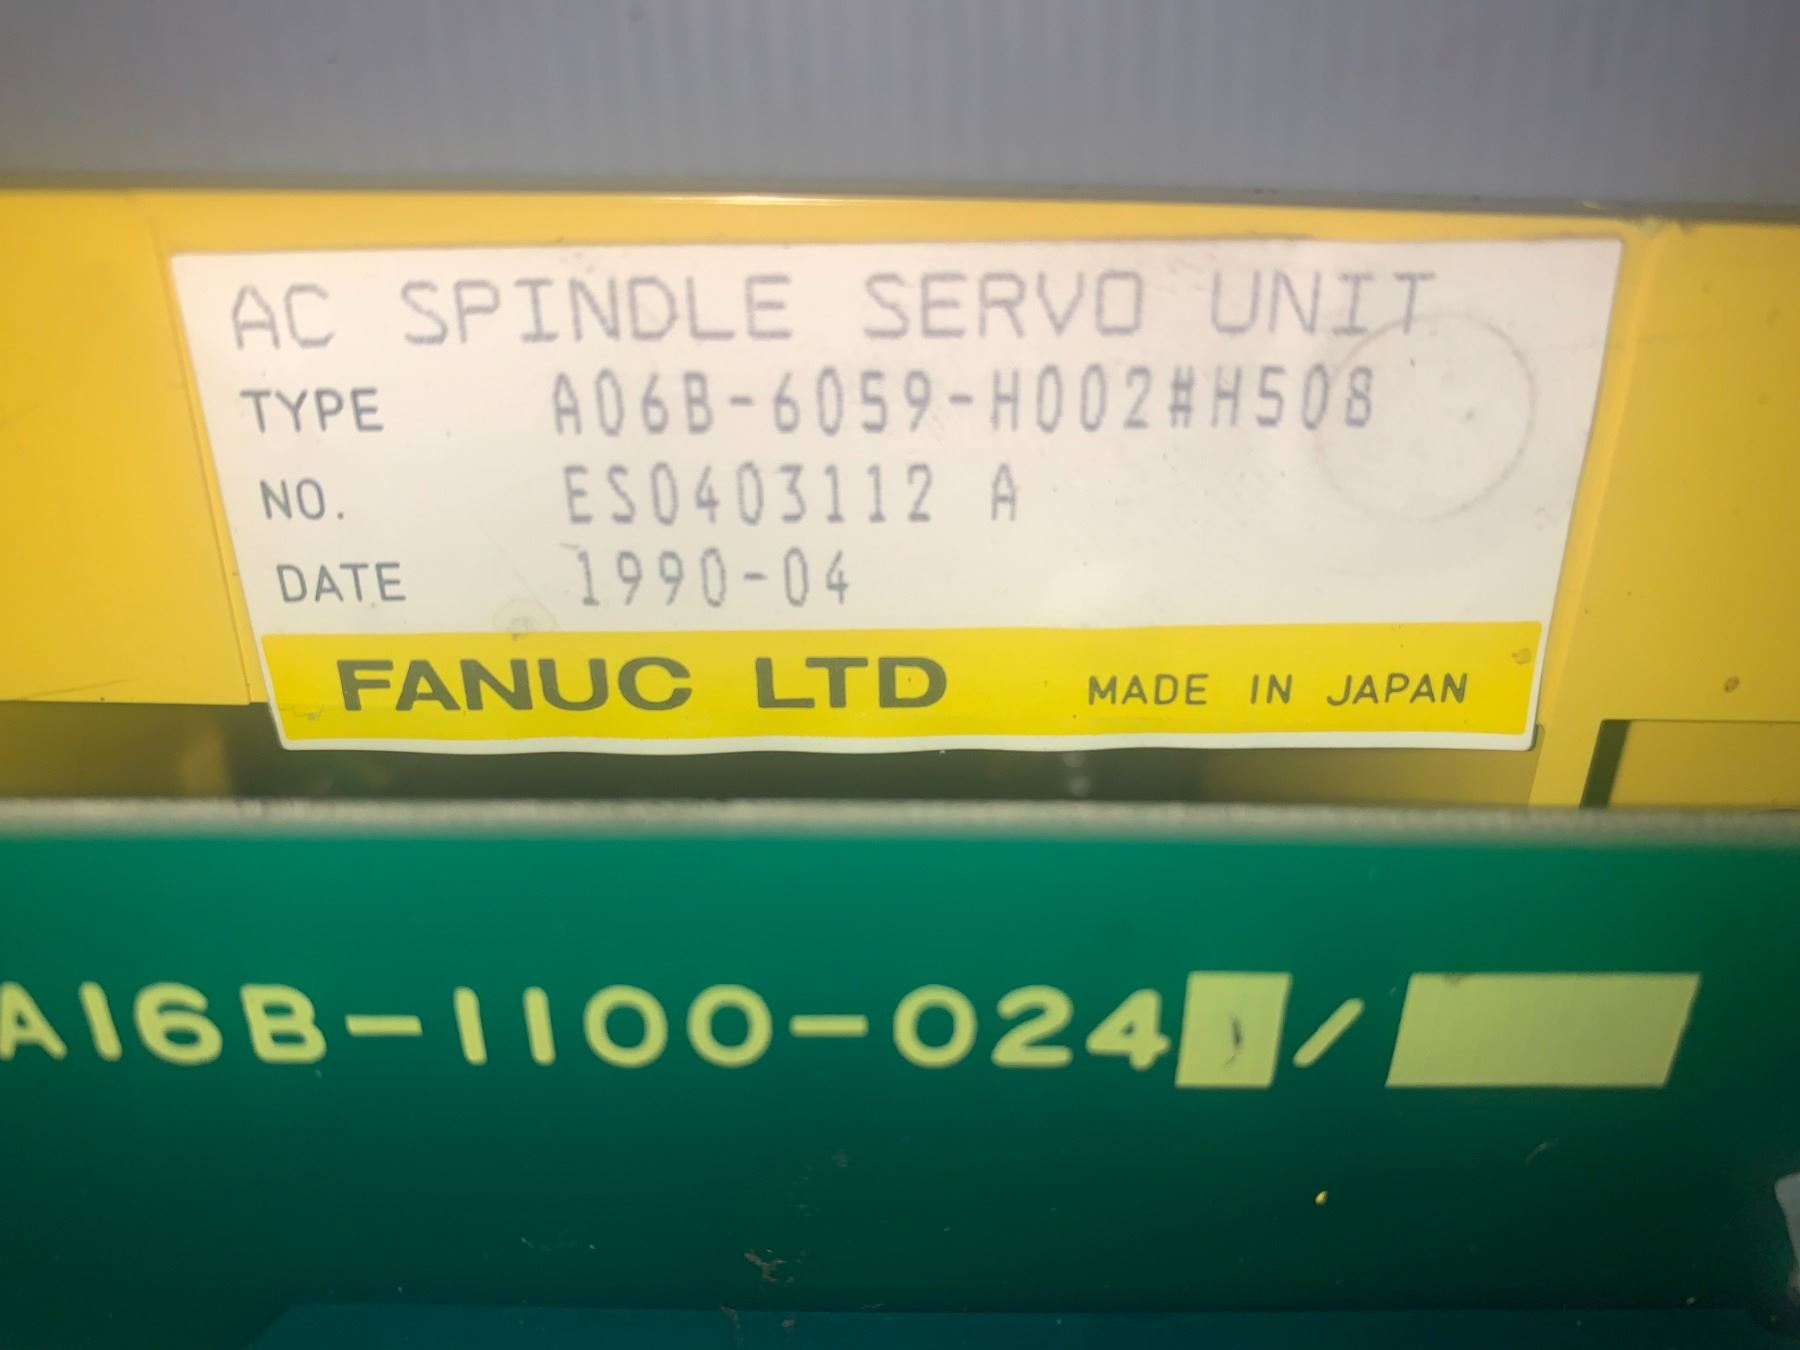 AC SPINDLE SERVO UNIT
TYPE A06B-6059-H002#H508
NO. ES0403112 A
DATE 1990-04
FANUC LTD MADE IN JAPAN
A16B-1100-024 /